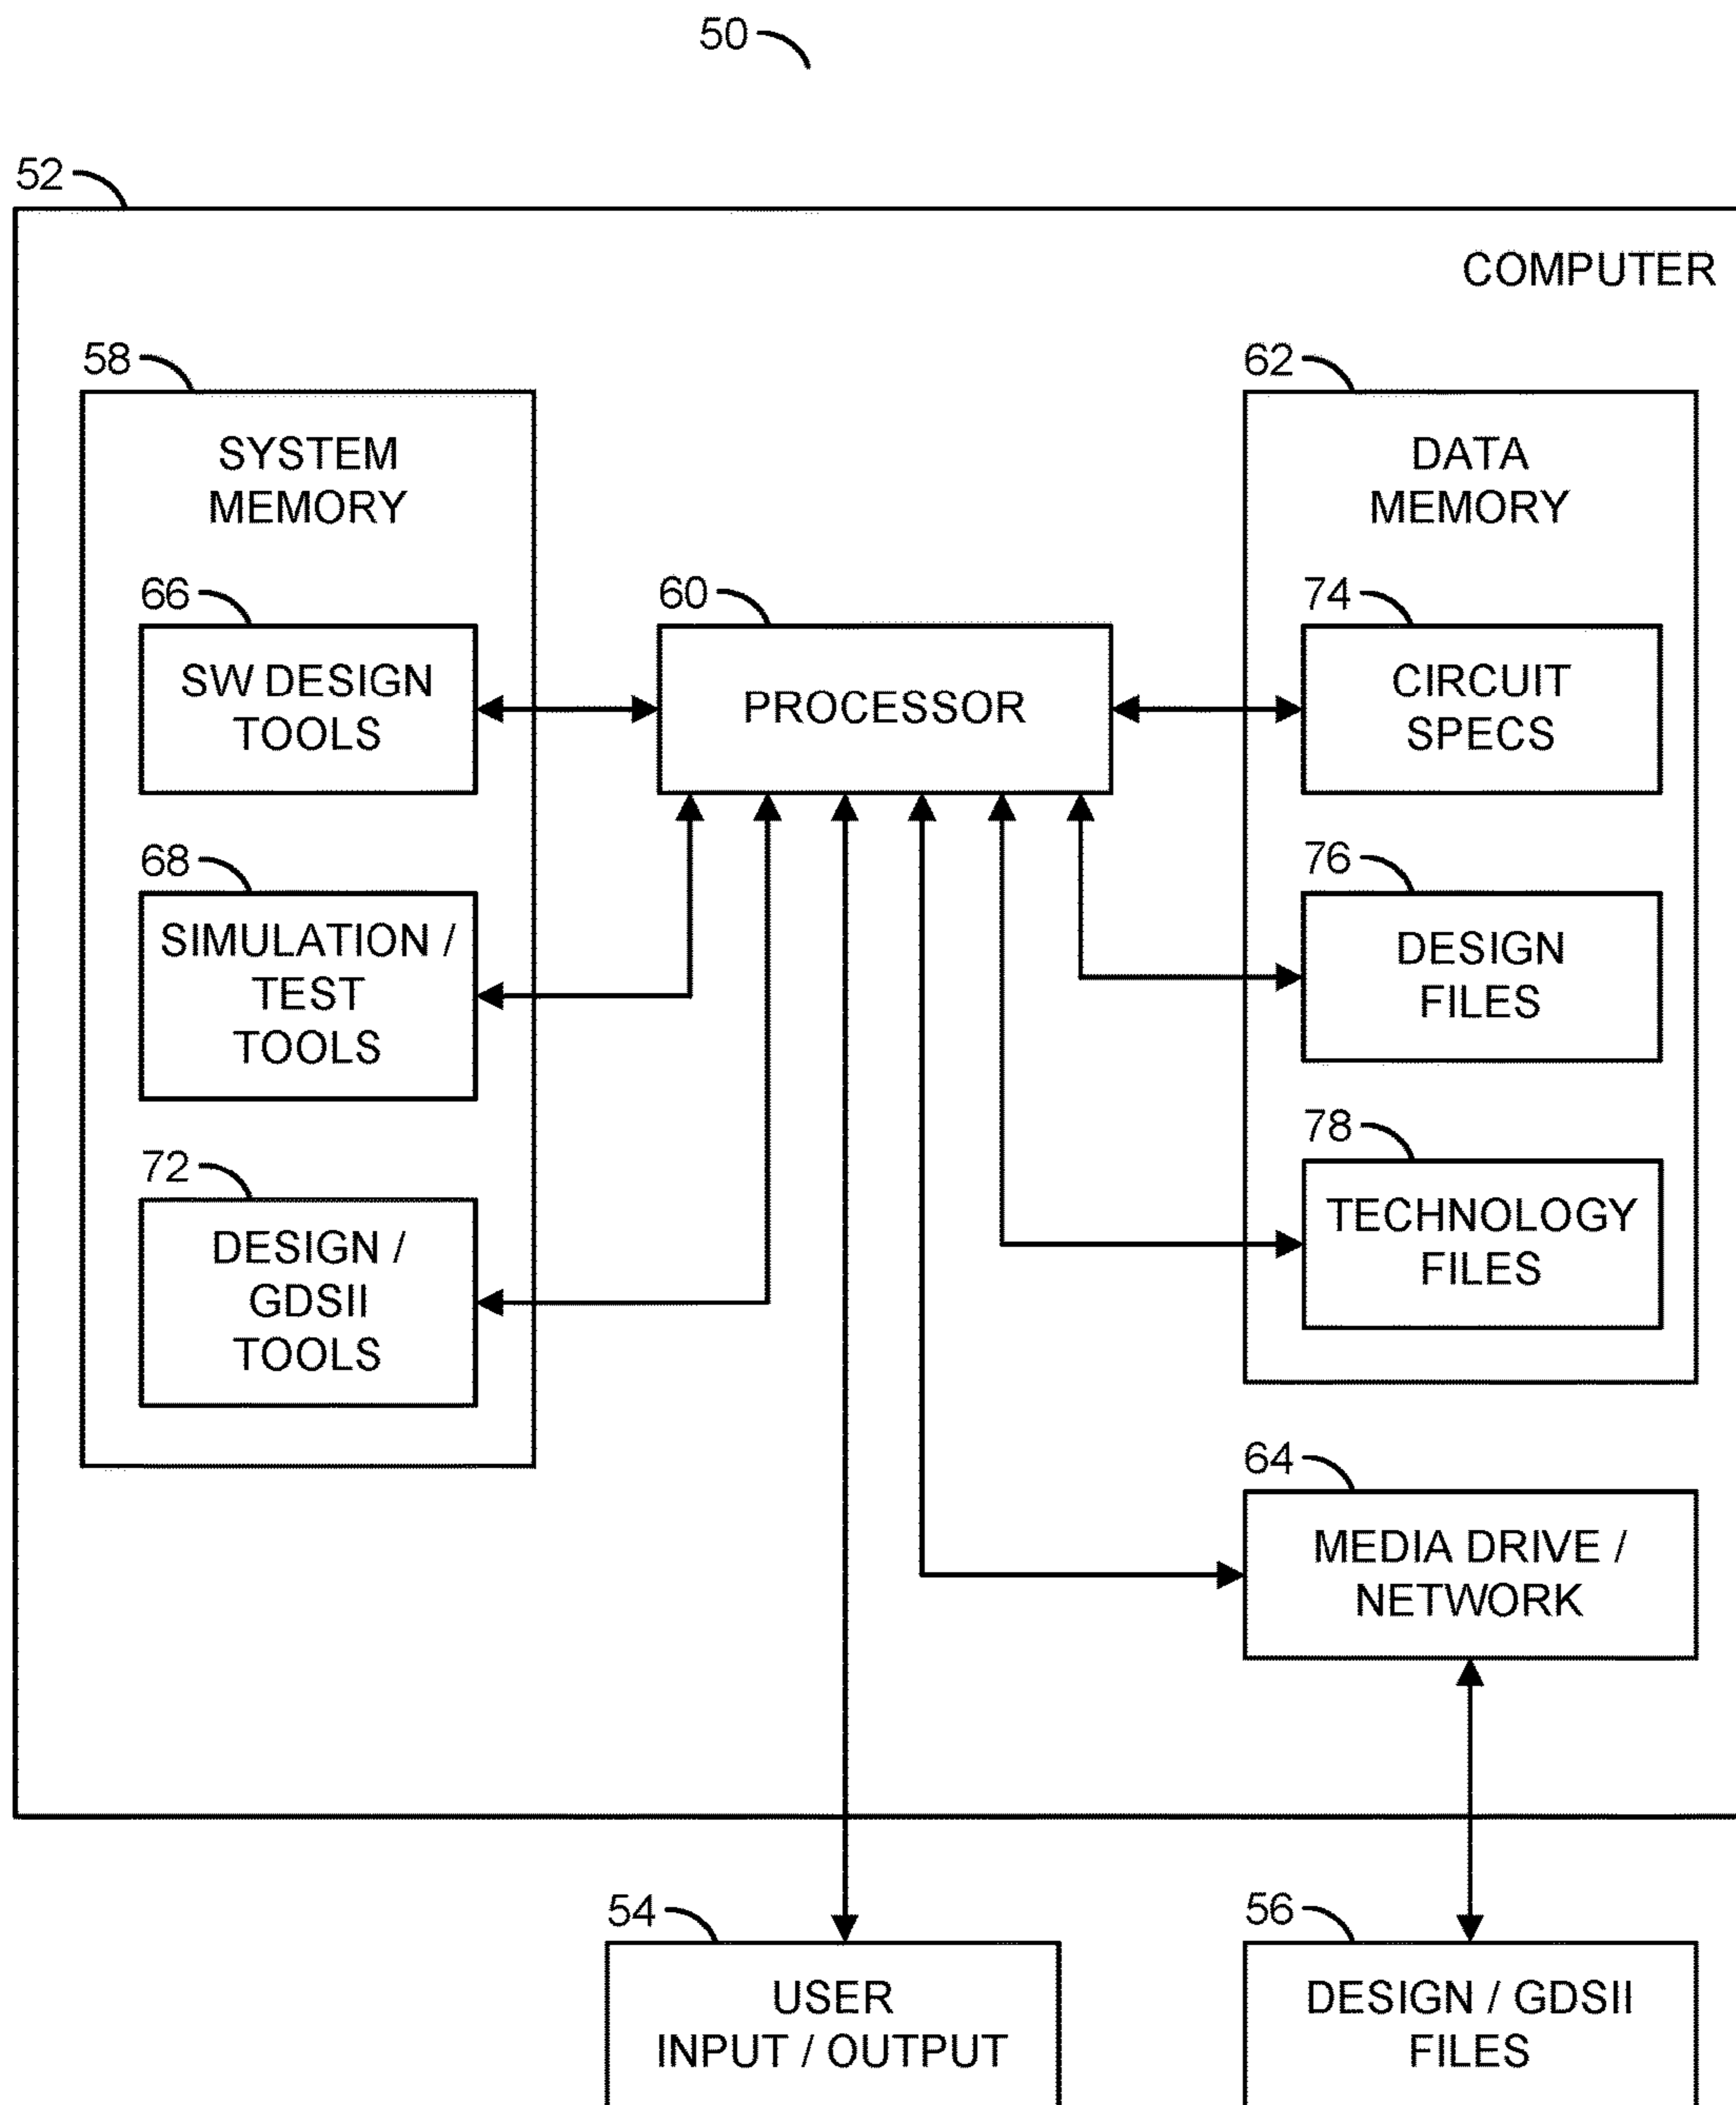 50
52
COMPUTER
58
62
SYSTEM
MEMORY
DATA
MEMORY
66
60
74
SW DESIGN
TOOLS
PROCESSOR
CIRCUIT
SPECS
68
76
SIMULATION /
TEST
TOOLS
DESIGN
FILES
72
78
DESIGN /
GDSII
TOOLS
TECHNOLOGY
FILES
64
MEDIA DRIVE /
NETWORK
54
56
USER
INPUT / OUTPUT
DESIGN / GDSII
FILES